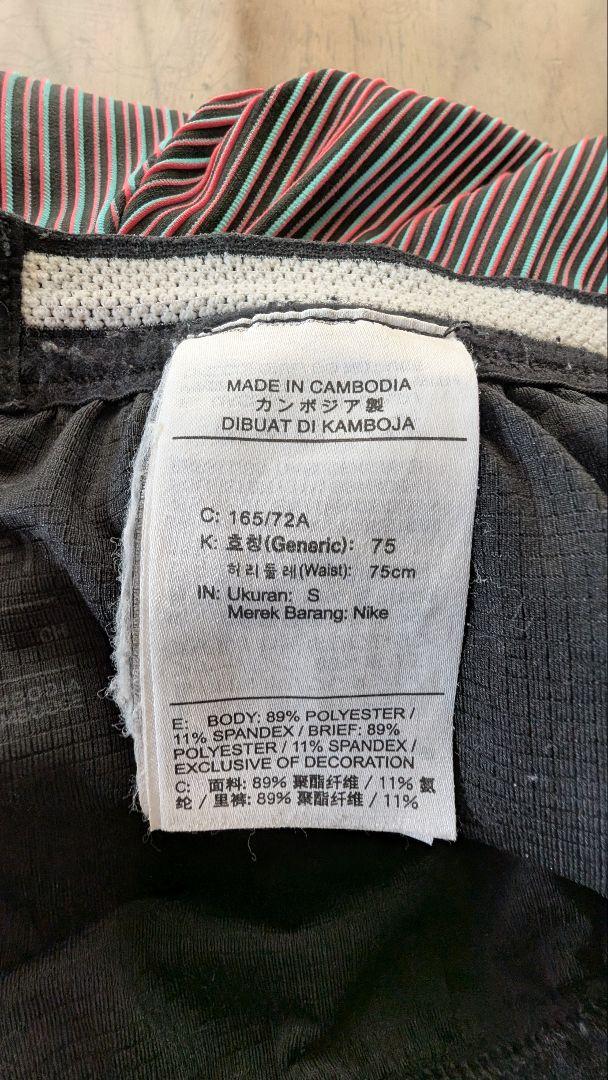 MADE IN CAMBODIA
カンボジア製
DIBUAT DI KAMBOJA
C: 165/72A
K: 호칭(Generic): 75
허리둘레(Waist): 75cm
IN: Ukuran: S
Merek Barang: Nike
E: BODY: 89% POLYESTER /
11% SPANDEX / BRIEF: 89%
POLYESTER / 11% SPANDEX /
EXCLUSIVE OF DECORATION
C: 面料: 89% 聚酯纤维 / 11% 氨
纶 / 里裤: 89% 聚酯纤维 / 11%